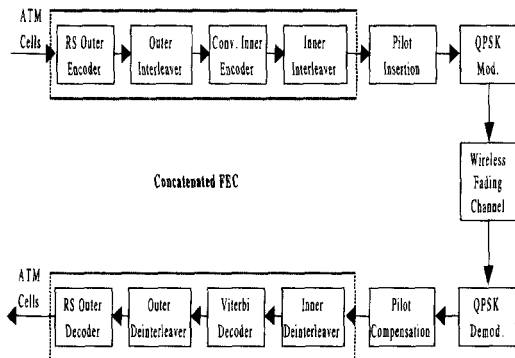 ATM
Cells
RS Outer
Encoder
Outer
Interleaver
Conv. Inner
Encoder
Inner
Interleaver
Pilot
Insertion
QPSK
Mod.
Wireless
Fading
Channel
Concatenated FEC
ATM
Cells
RS Outer
Decoder
Outer
Deinterleaver
Viterbi
Decoder
Inner
Deinterleaver
Pilot
Compensation
QPSK
Demod.